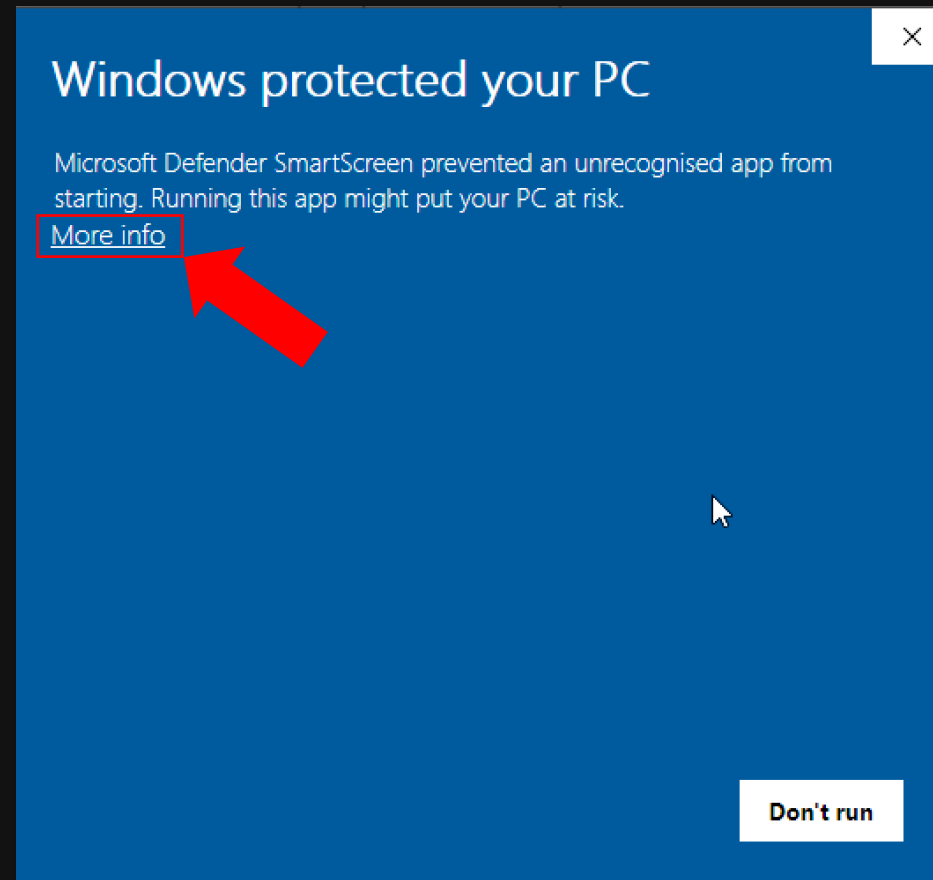 Windows protected your PC
Microsoft Defender SmartScreen prevented an unrecognised app from
starting. Running this app might put your PC at risk.
More info
Don't run